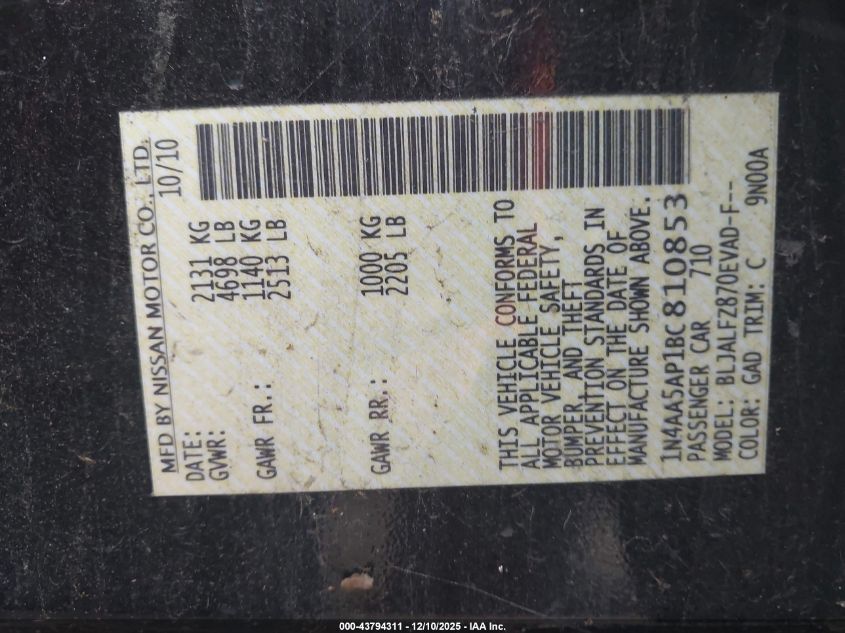 MFD BY NISSAN MOTOR CO., LTD.
DATE: 10/10
GVWR: 2131 KG
4698 LB
GAWR FR.: 1140 KG
2513 LB
GAWR RR.: 1000 KG
2205 LB
THIS VEHICLE CONFORMS TO
ALL APPLICABLE FEDERAL
MOTOR VEHICLE SAFETY,
BUMPER, AND THEFT
PREVENTION STANDARDS IN
EFFECT ON THE DATE OF
MANUFACTURE SHOWN ABOVE.
1N4AA5AP1BC810853
PASSENGER CAR 710
MODEL: BLJALFZ870EVAD-F--
COLOR: GAD TRIM: C 9N00A
000-43794311 - 12/10/2025 - IAA Inc.